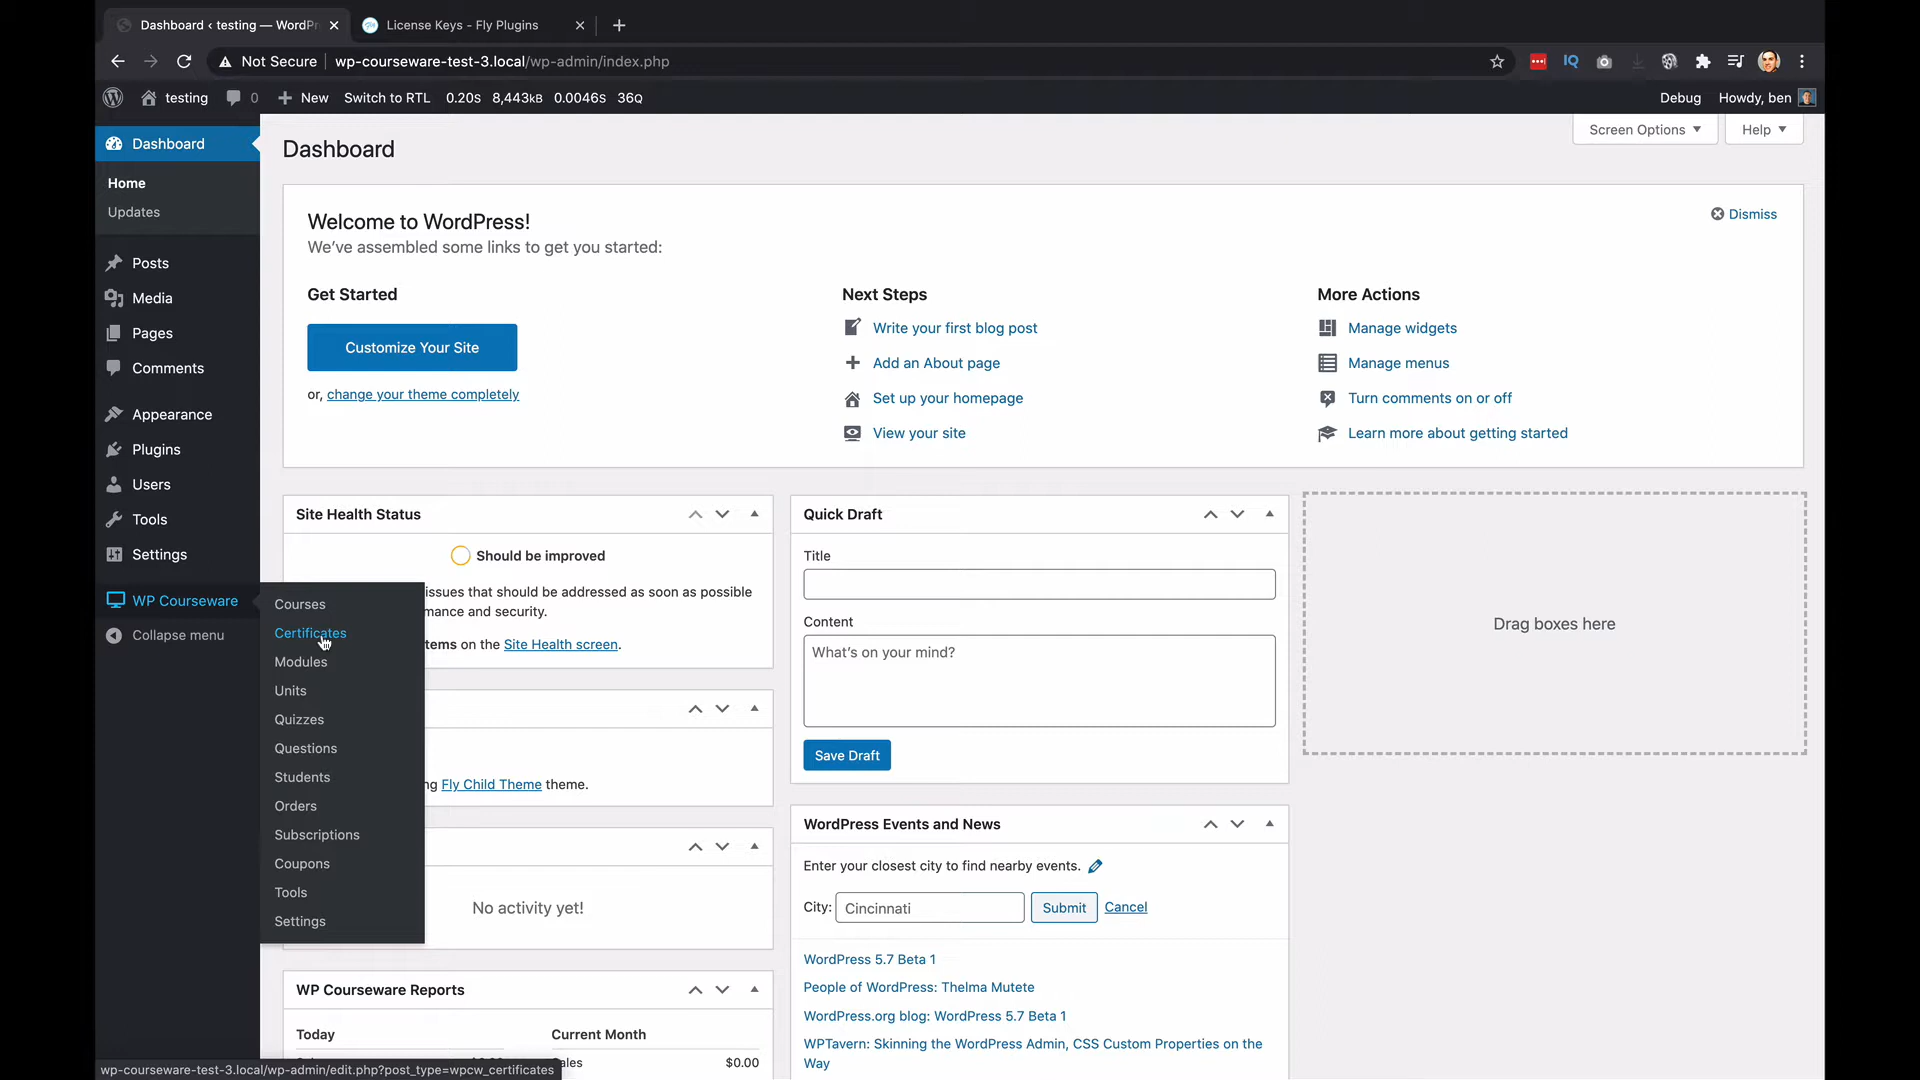 Dashboard ‹ testing — WordPr
License Keys - Fly Plugins
Not Secure
wp-courseware-test-3.local/wp-admin/index.php
testing
0
New
Switch to RTL
0.20s 8,443kB 0.0046s 36Q
Debug
Howdy, ben
Dashboard
Home
Updates
Posts
Media
Pages
Comments
Appearance
Plugins
Users
Tools
Settings
WP Courseware
Collapse menu
Courses
Certificates
Modules
Units
Quizzes
Questions
Students
Orders
Subscriptions
Coupons
Tools
Settings
Dashboard
Screen Options
Help
Welcome to WordPress!
We've assembled some links to get you started:
Dismiss
Get Started
Customize Your Site
or, change your theme completely
Next Steps
Write your first blog post
Add an About page
Set up your homepage
View your site
More Actions
Manage widgets
Manage menus
Turn comments on or off
Learn more about getting started
Site Health Status
Should be improved
issues that should be addressed as soon as possible
mance and security.
tems on the Site Health screen.
ng Fly Child Theme theme.
No activity yet!
WP Courseware Reports
Today
Current Month
ales
$0.00
Quick Draft
Title
Content
What's on your mind?
Save Draft
WordPress Events and News
Enter your closest city to find nearby events.
City: Cincinnati Submit Cancel
WordPress 5.7 Beta 1
People of WordPress: Thelma Mutete
WordPress.org blog: WordPress 5.7 Beta 1
WPTavern: Skinning the WordPress Admin, CSS Custom Properties on the
Way
Drag boxes here
wp-courseware-test-3.local/wp-admin/edit.php?post_type=wpcw_certificates